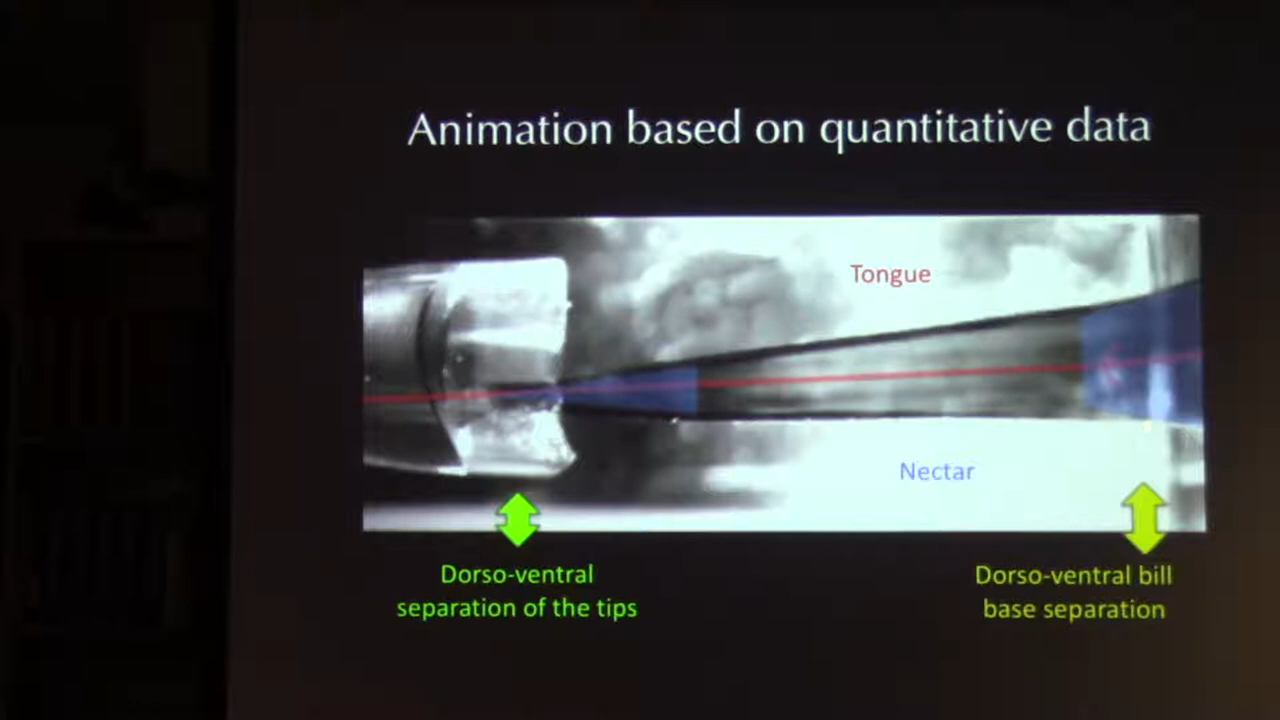 Animation based on quantitative data
Tongue
Nectar
Dorso-ventral
separation of the tips
Dorso-ventral bill
base separation